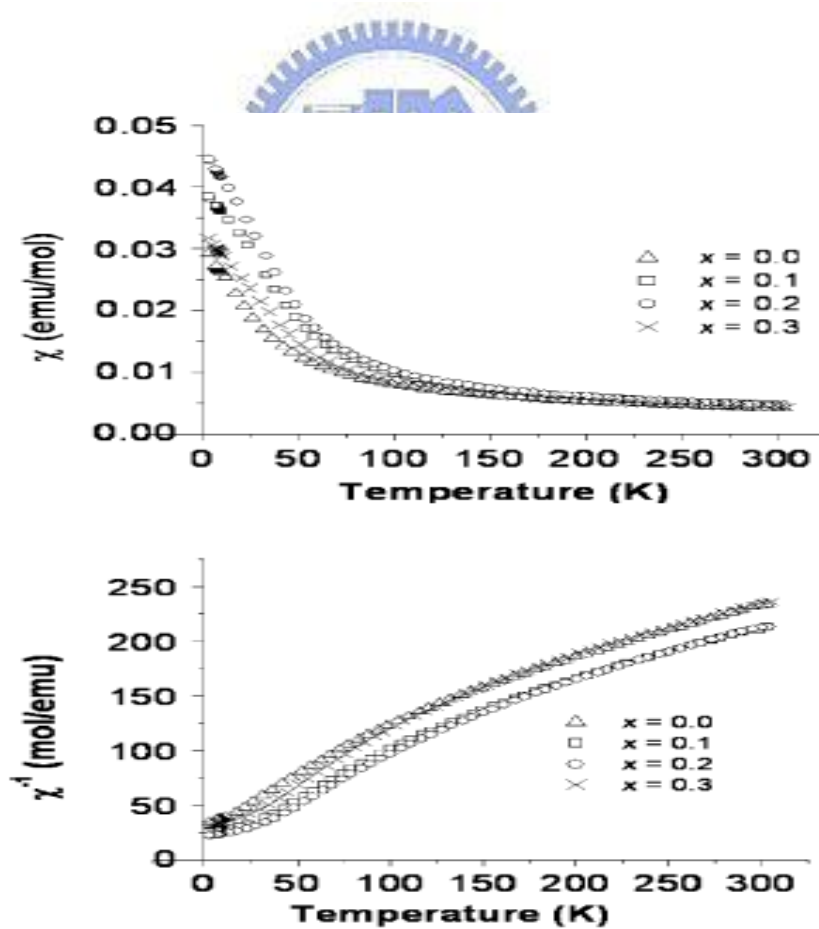 0.05
0.04
0.03
0.02
0.01
0.00
χ (emu/mol)
△ x = 0.0
□ x = 0.1
○ x = 0.2
× x = 0.3
0 50 100 150 200 250 300
Temperature (K)
250
200
150
100
50
0
χ⁻¹ (mol/emu)
△ x = 0.0
□ x = 0.1
○ x = 0.2
× x = 0.3
0 50 100 150 200 250 300
Temperature (K)